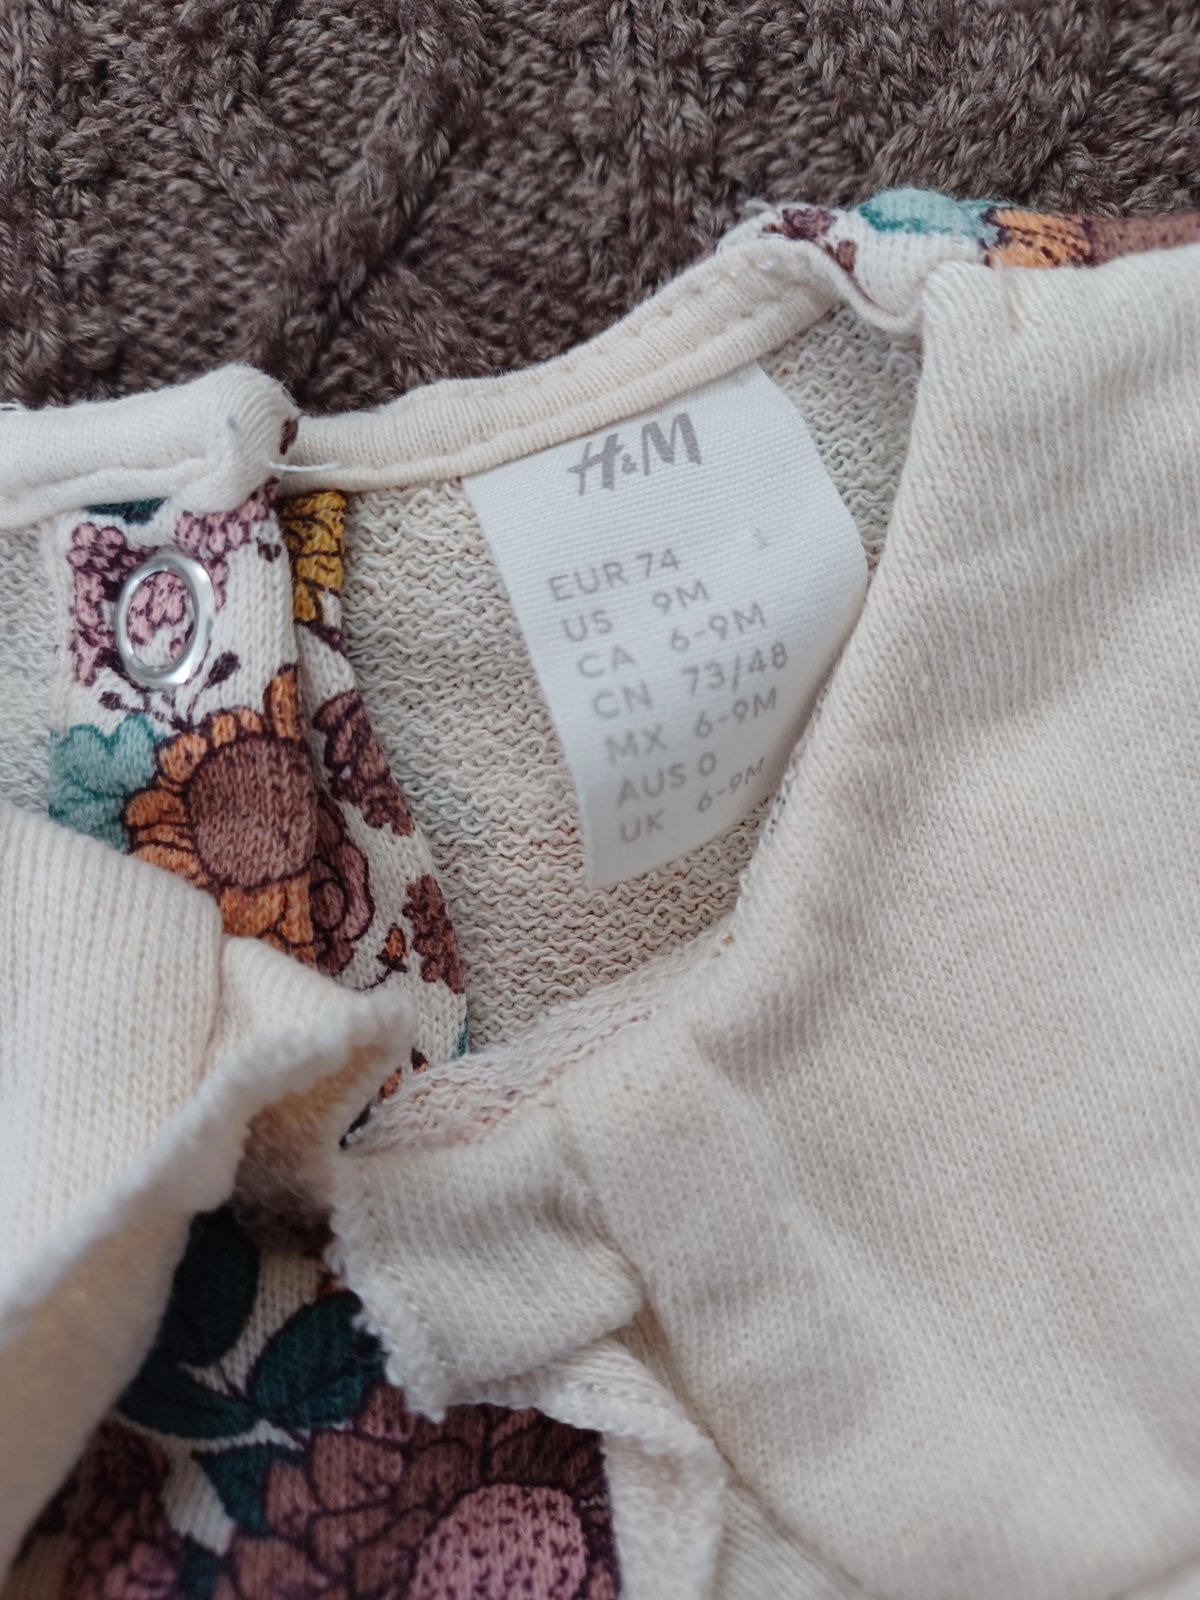 H&M
EUR 74
US 9M
CA 6-9M
CN 73/48
MX 6-9M
AUS 0
UK 6-9M